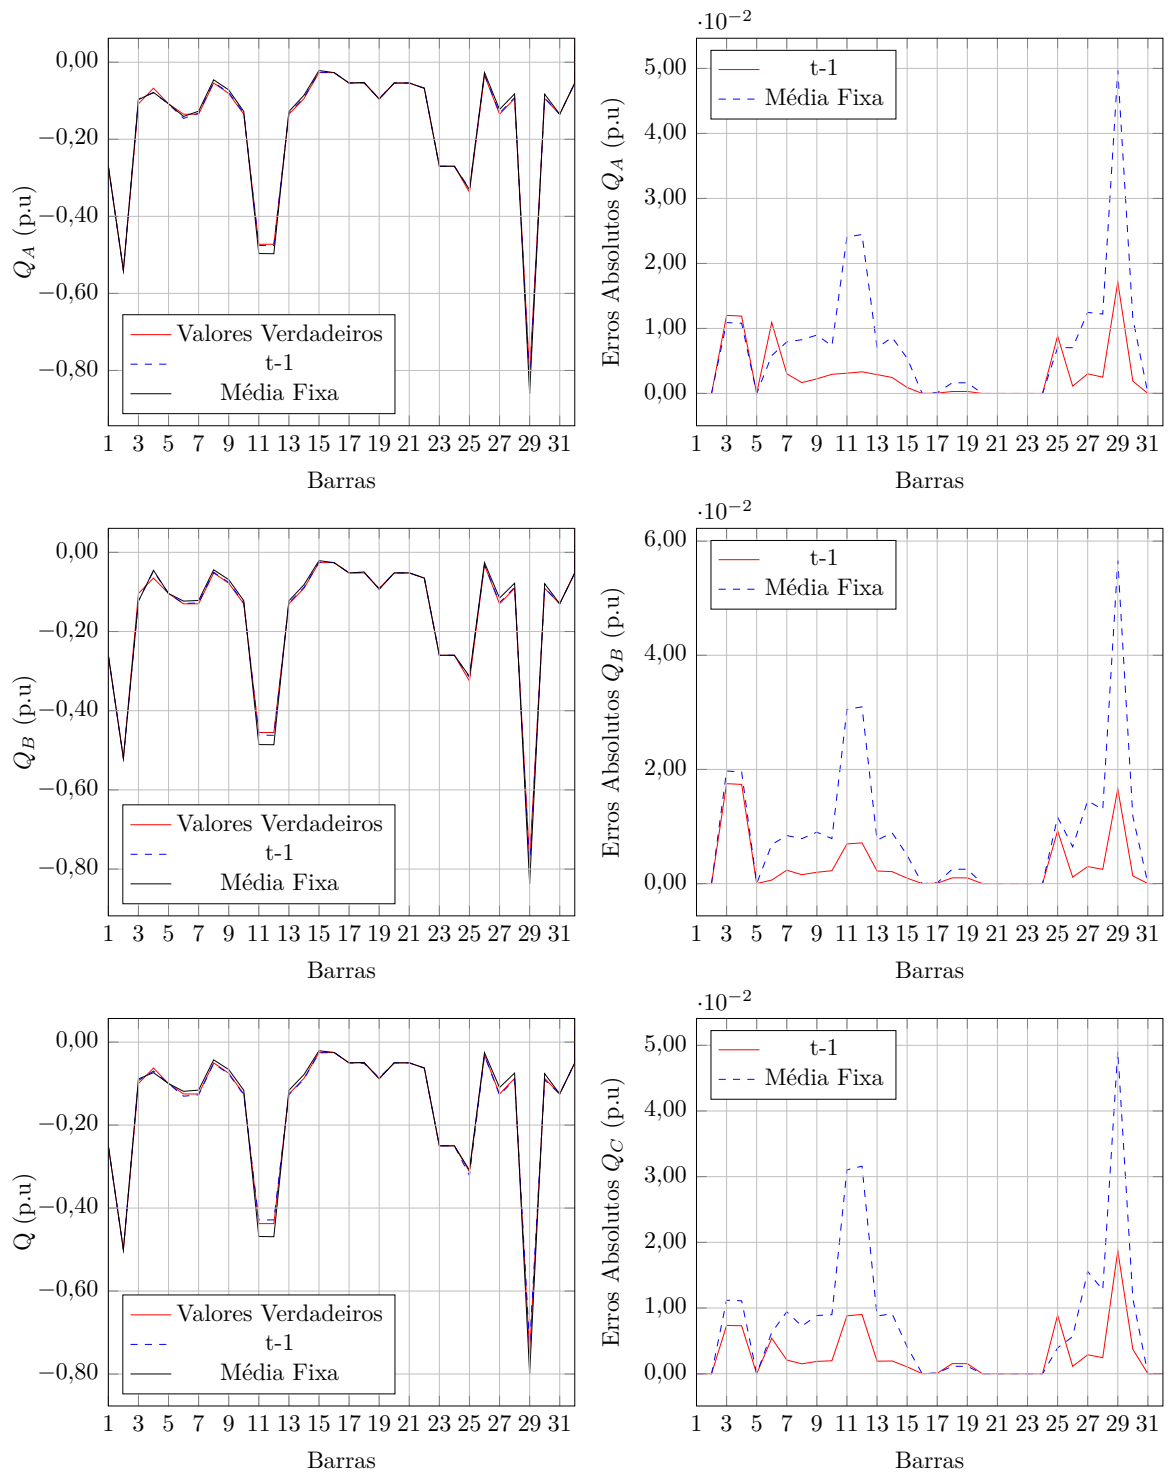 0,00
−0,20
−0,40
−0,60
−0,80
Q_A (p.u)
Valores Verdadeiros
t-1
Média Fixa
1 3 5 7 9 11 13 15 17 19 21 23 25 27 29 31
Barras
·10−2
5,00
4,00
3,00
2,00
1,00
0,00
Erros Absolutos Q_A (p.u)
t-1
Média Fixa
1 3 5 7 9 11 13 15 17 19 21 23 25 27 29 31
Barras
0,00
−0,20
−0,40
−0,60
−0,80
Q_B (p.u)
Valores Verdadeiros
t-1
Média Fixa
1 3 5 7 9 11 13 15 17 19 21 23 25 27 29 31
Barras
·10−2
6,00
4,00
2,00
0,00
Erros Absolutos Q_B (p.u)
t-1
Média Fixa
1 3 5 7 9 11 13 15 17 19 21 23 25 27 29 31
Barras
0,00
−0,20
−0,40
−0,60
−0,80
Q (p.u)
Valores Verdadeiros
t-1
Média Fixa
1 3 5 7 9 11 13 15 17 19 21 23 25 27 29 31
Barras
·10−2
5,00
4,00
3,00
2,00
1,00
0,00
Erros Absolutos Q_C (p.u)
t-1
Média Fixa
1 3 5 7 9 11 13 15 17 19 21 23 25 27 29 31
Barras